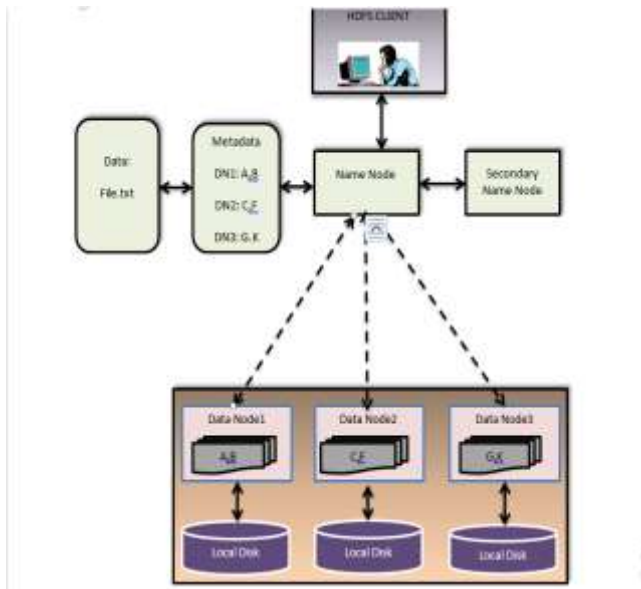 HDFS CLIENT
Data:
File.txt
Metadata
DN1: A,B
DN2: C,E
DN3: G,K
Name Node
Secondary
Name Node
Data Node1
Data Node2
Data Node3
A,B
C,E
G,K
Local Disk
Local Disk
Local Disk